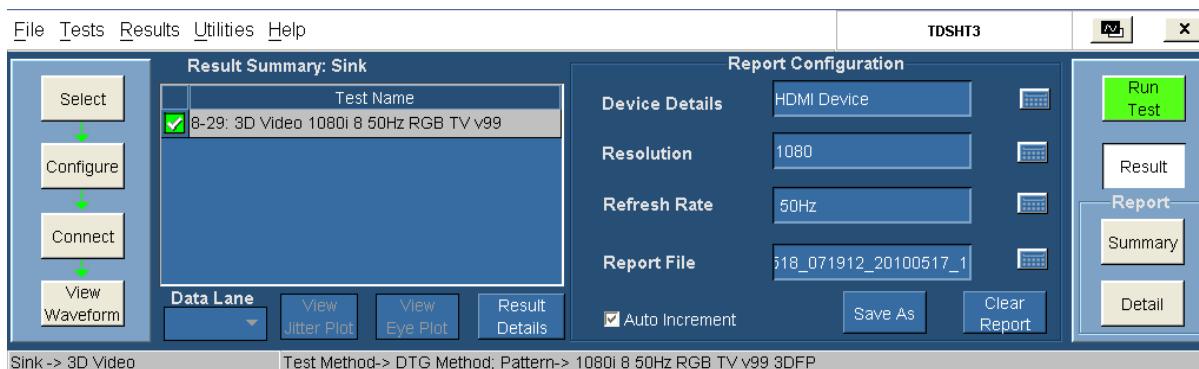 File Tests Results Utilities Help
TDSHT3
x
Select
Configure
Connect
View
Waveform
Result Summary: Sink
Test Name
8-29: 3D Video 1080i 8 50Hz RGB TV v99
Data Lane
View
Jitter Plot
View
Eye Plot
Result
Details
Report Configuration
Device Details
HDMI Device
Resolution
1080
Refresh Rate
50Hz
Report File
518_071912_20100517_1
Auto Increment
Save As
Clear
Report
Run
Test
Result
Report
Summary
Detail
Sink -> 3D Video
Test Method-> DTG Method; Pattern-> 1080i 8 50Hz RGB TV v99 3DFP